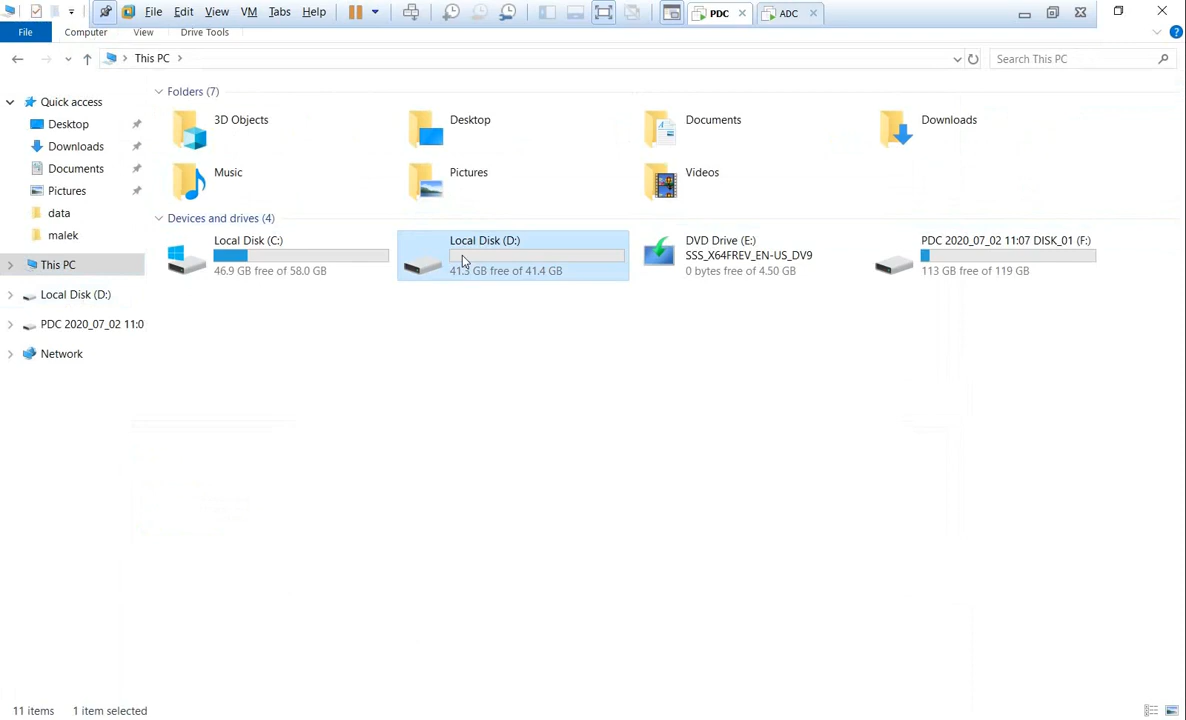 File Edit View VM Tabs Help PDC ADC
File Computer View Drive Tools
This PC Search This PC
Quick access
Desktop
Downloads
Documents
Pictures
data
malek
This PC
Local Disk (D:)
PDC 2020_07_02 11:0
Network
Folders (7)
3D Objects Desktop Documents Downloads
Music Pictures Videos
Devices and drives (4)
Local Disk (C:)
46.9 GB free of 58.0 GB
Local Disk (D:)
41.3 GB free of 41.4 GB
DVD Drive (E:)
SSS_X64FREV_EN-US_DV9
0 bytes free of 4.50 GB
PDC 2020_07_02 11:07 DISK_01 (F:)
113 GB free of 119 GB
11 items 1 item selected